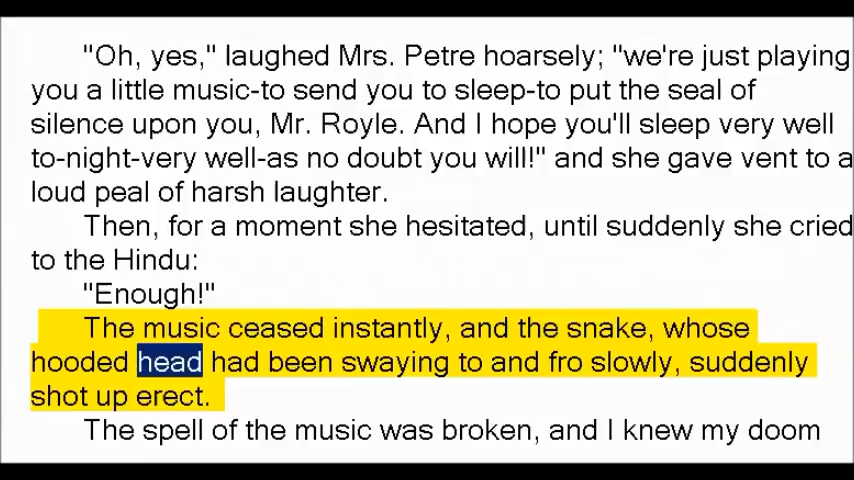 "Oh, yes," laughed Mrs. Petre hoarsely; "we're just playing
you a little music-to send you to sleep-to put the seal of
silence upon you, Mr. Royle. And I hope you'll sleep very well
to-night-very well-as no doubt you will!" and she gave vent to a
loud peal of harsh laughter.
Then, for a moment she hesitated, until suddenly she cried
to the Hindu:
"Enough!"
The music ceased instantly, and the snake, whose
hooded head had been swaying to and fro slowly, suddenly
shot up erect.
The spell of the music was broken, and I knew my doom